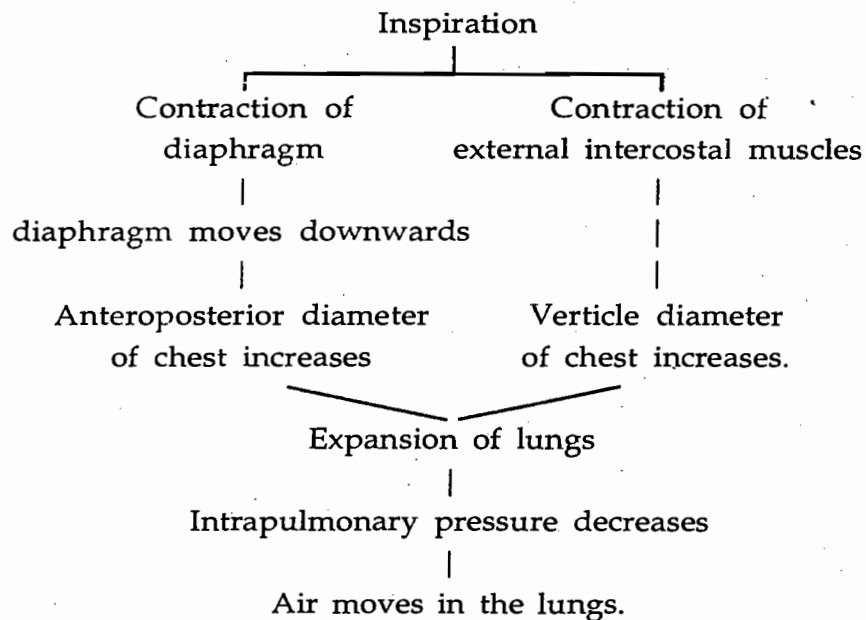 Inspiration
Contraction of diaphragm
Contraction of external intercostal muscles
diaphragm moves downwards
Anteroposterior diameter of chest increases
Verticle diameter of chest increases.
Expansion of lungs
Intrapulmonary pressure decreases
Air moves in the lungs.